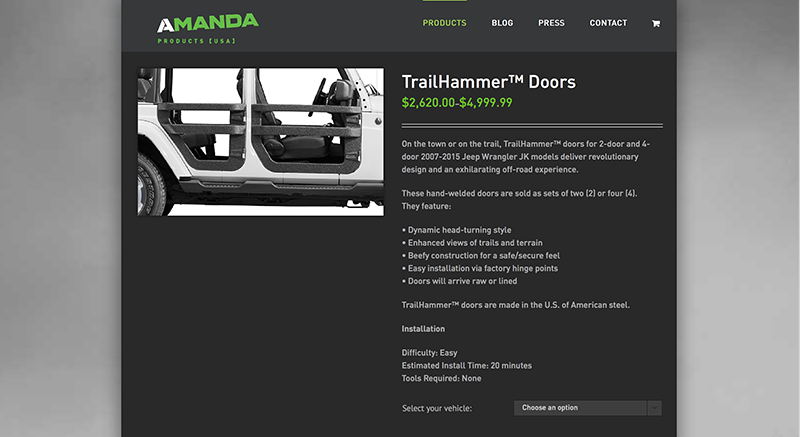 AMANDA
PRODUCTS [USA]
PRODUCTS
BLOG
PRESS
CONTACT
TrailHammer™ Doors
$2,620.00-$4,999.99
On the town or on the trail, TrailHammer™ doors for 2-door and 4-
door 2007-2015 Jeep Wrangler JK models deliver revolutionary
design and an exhilarating off-road experience.
These hand-welded doors are sold as sets of two (2) or four (4).
They feature:
• Dynamic head-turning style
• Enhanced views of trails and terrain
• Beefy construction for a safe/secure feel
• Easy installation via factory hinge points
• Doors will arrive raw or lined
TrailHammer™ doors are made in the U.S. of American steel.
Installation
Difficulty: Easy
Estimated Install Time: 20 minutes
Tools Required: None
Select your vehicle:
Choose an option